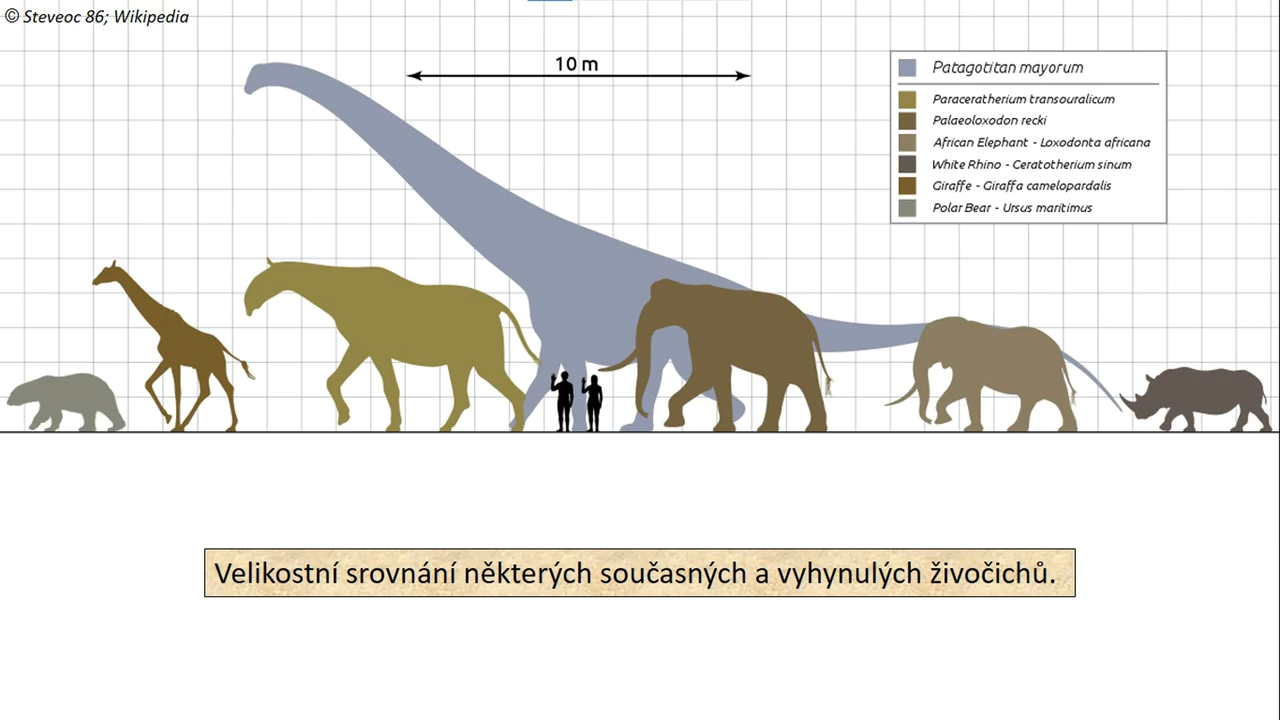 © Steveoc 86; Wikipedia
10 m
Patagotitan mayorum
Paraceratherium transouralicum
Palaeoloxodon recki
African Elephant - Loxodonta africana
White Rhino - Ceratotherium sinum
Giraffe - Giraffa camelopardalis
Polar Bear - Ursus maritimus
Velikostní srovnání některých současných a vyhynulých živočichů.